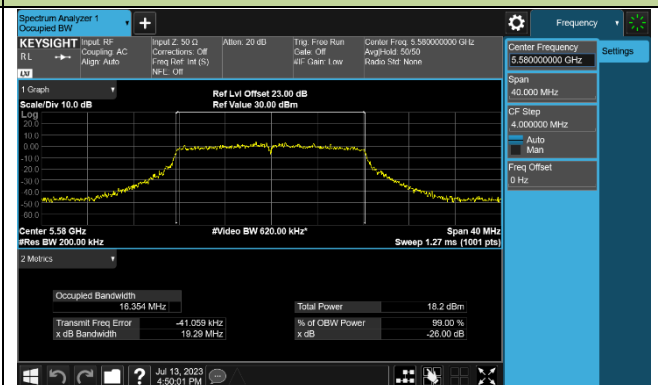 Spectrum Analyzer 1
Occupied BW
+
Frequency
KEYSIGHT
Input: RF
Coupling: AC
Align: Auto
Input Z: 50 Ω
Corrections: Off
Freq Ref: Int (S)
NFE: Off
Atten: 20 dB
Trig: Free Run
Gate: Off
#IF Gain: Low
Center Freq: 5.580000000 GHz
Avg|Hold: 50/50
Radio Std: None
RL
LXI
1 Graph
Scale/Div 10.0 dB
Ref Lvl Offset 23.00 dB
Ref Value 30.00 dBm
Log
20.0
10.0
0.00
-10.0
-20.0
-30.0
-40.0
-50.0
-60.0
Center 5.58 GHz
#Res BW 200.00 kHz
#Video BW 620.00 kHz*
Span 40 MHz
Sweep 1.27 ms (1001 pts)
2 Metrics
Occupied Bandwidth
16.354 MHz
Total Power 18.2 dBm
Transmit Freq Error -41.059 kHz
% of OBW Power 99.00 %
x dB Bandwidth 19.29 MHz
x dB -26.00 dB
Center Frequency
5.580000000 GHz
Settings
Span
40.000 MHz
CF Step
4.000000 MHz
Auto
Man
Freq Offset
0 Hz
?
Jul 13, 2023
4:50:01 PM